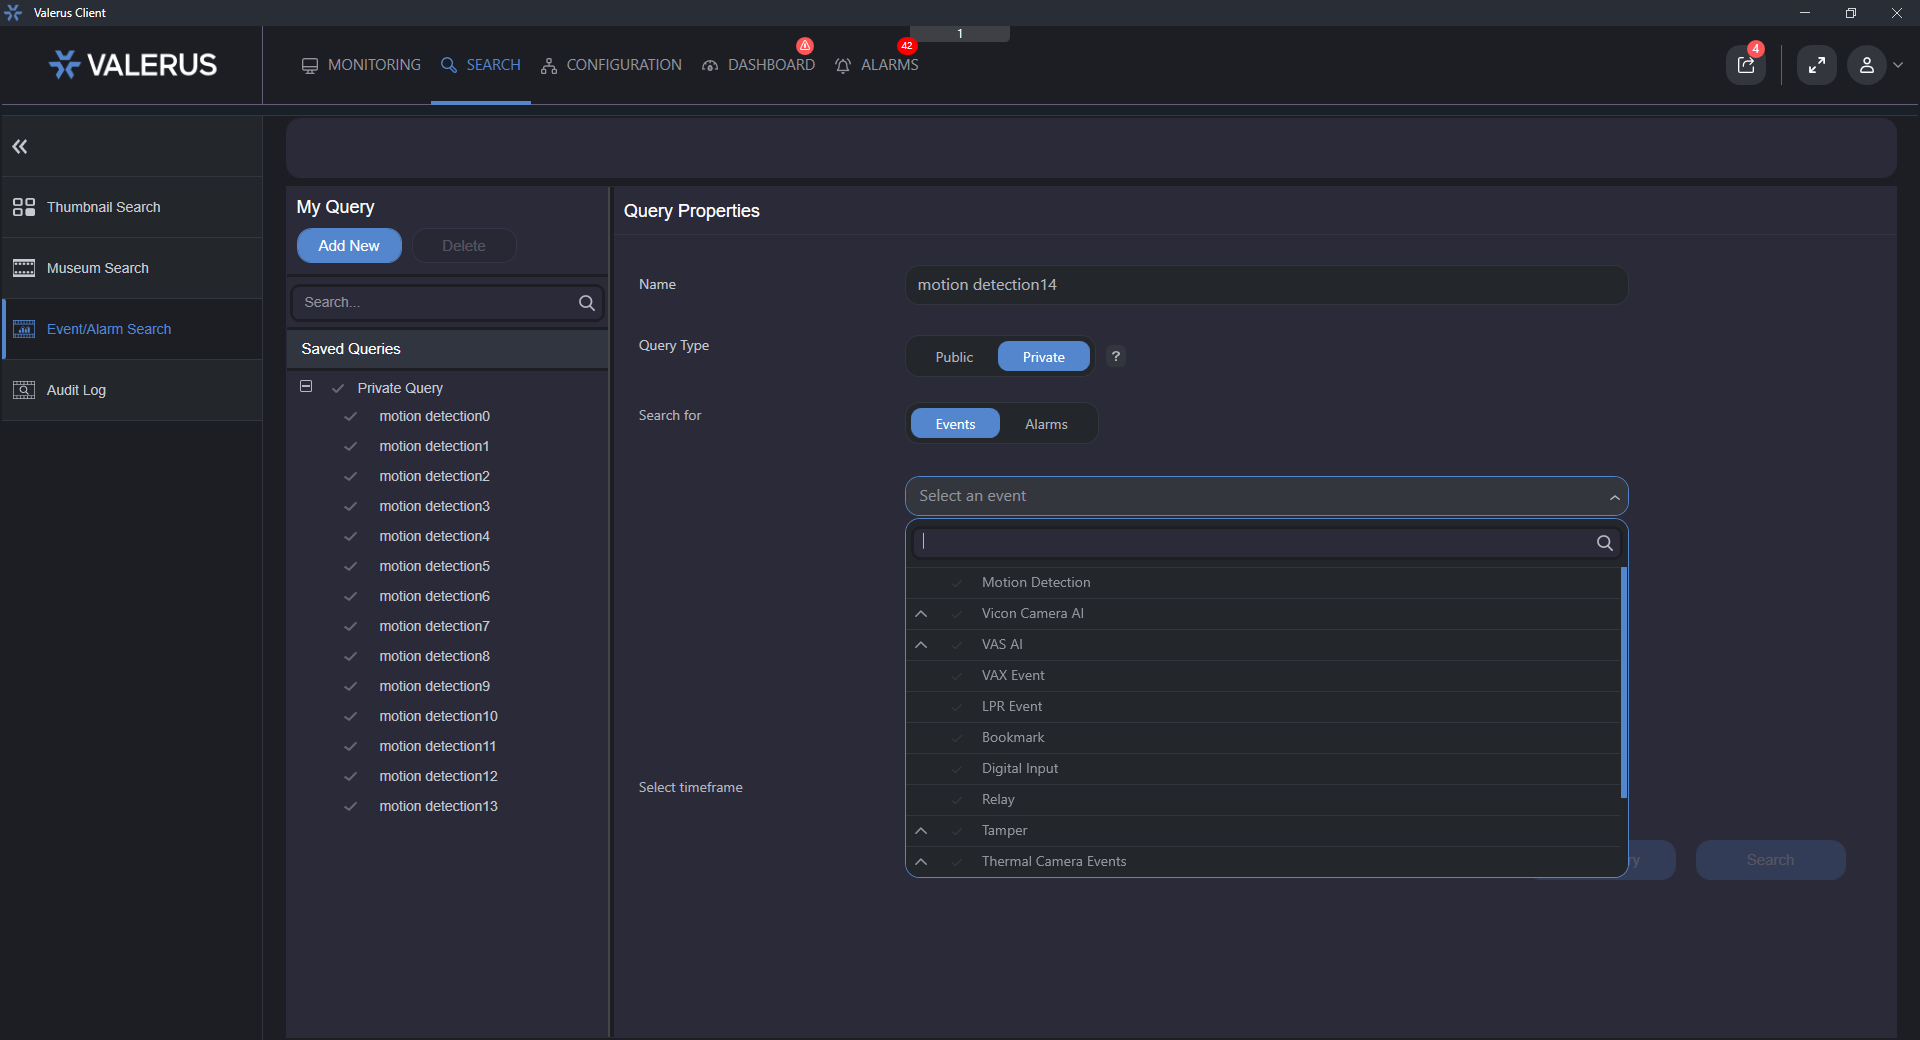 Valerus Client
1
VALERUS
MONITORING
SEARCH
CONFIGURATION
DASHBOARD
42
ALARMS
4
Thumbnail Search
Museum Search
Event/Alarm Search
Audit Log
My Query
Add New
Delete
Search...
Saved Queries
Private Query
motion detection0
motion detection1
motion detection2
motion detection3
motion detection4
motion detection5
motion detection6
motion detection7
motion detection8
motion detection9
motion detection10
motion detection11
motion detection12
motion detection13
Query Properties
Name
motion detection14
Query Type
Public
Private
?
Search for
Events
Alarms
Select an event
Motion Detection
Vicon Camera AI
VAS AI
VAX Event
LPR Event
Bookmark
Digital Input
Relay
Tamper
Thermal Camera Events
Select timeframe
Search